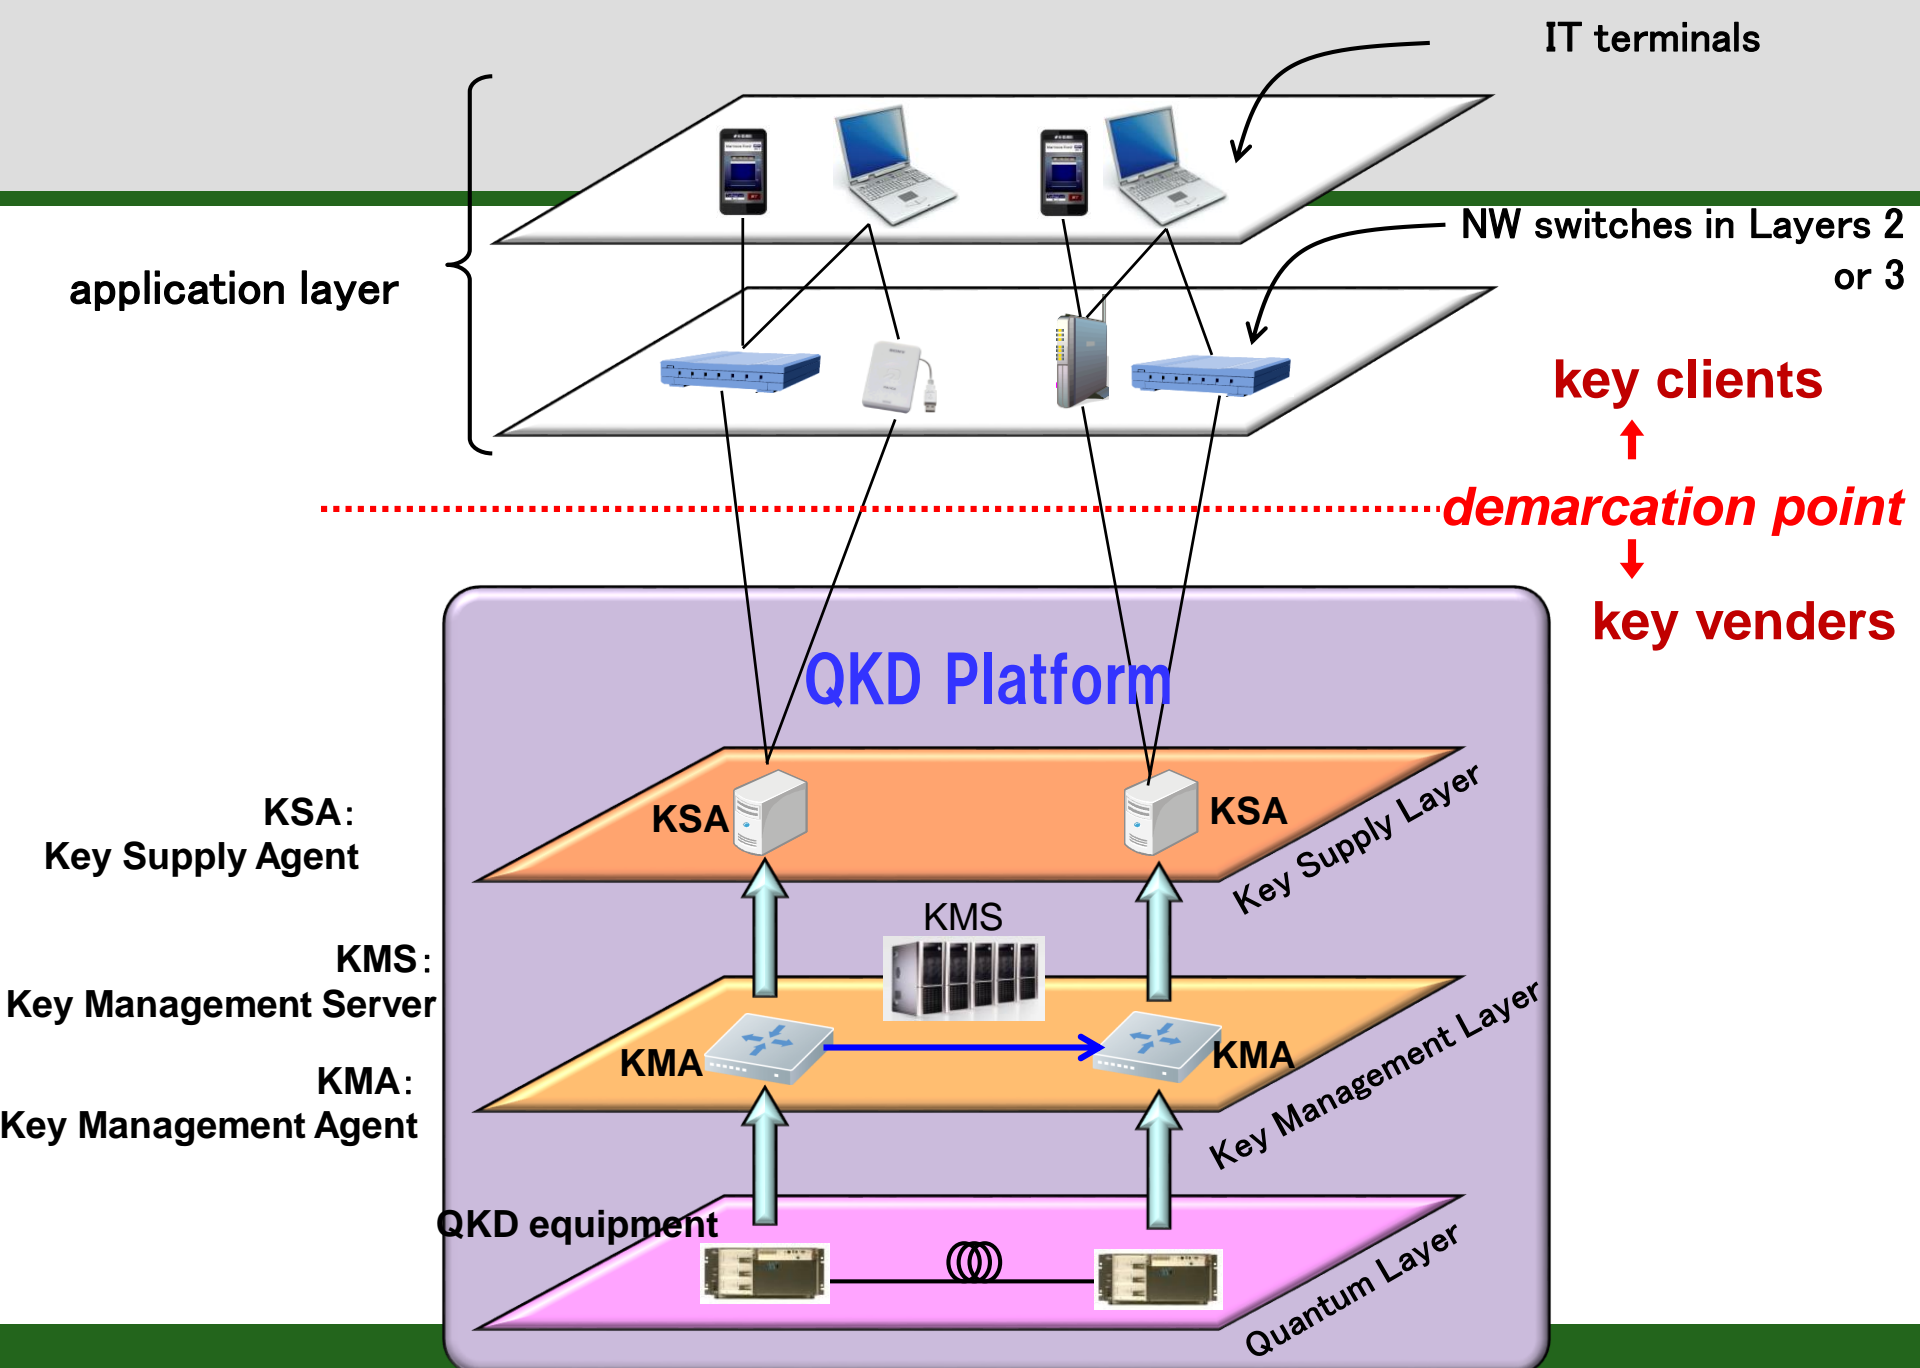 IT terminals
NW switches in Layers 2
or 3
application layer
key clients
demarcation point
key venders
QKD Platform
KSA:
Key Supply Agent
KSA
KSA
Key Supply Layer
KMS
KMS:
Key Management Server
KMA
KMA
Key Management Layer
KMA:
Key Management Agent
QKD equipment
Quantum Layer